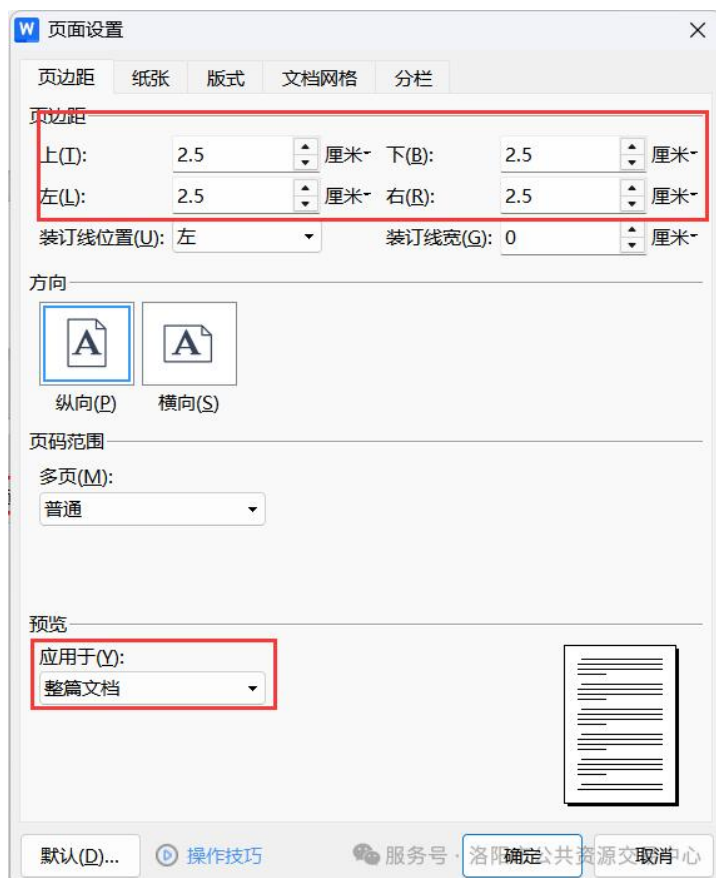 W 页面设置
页边距 纸张 版式 文档网格 分栏
页边距
上(T): 2.5 厘米 下(B): 2.5 厘米
左(L): 2.5 厘米 右(R): 2.5 厘米
装订线位置(U): 左 装订线宽(G): 0 厘米
方向
A A
纵向(P) 横向(S)
页码范围
多页(M):
普通
预览
应用于(Y):
整篇文档
默认(D)... 操作技巧 确定 取消
服务号 · 洛阳 公共资源交 中心